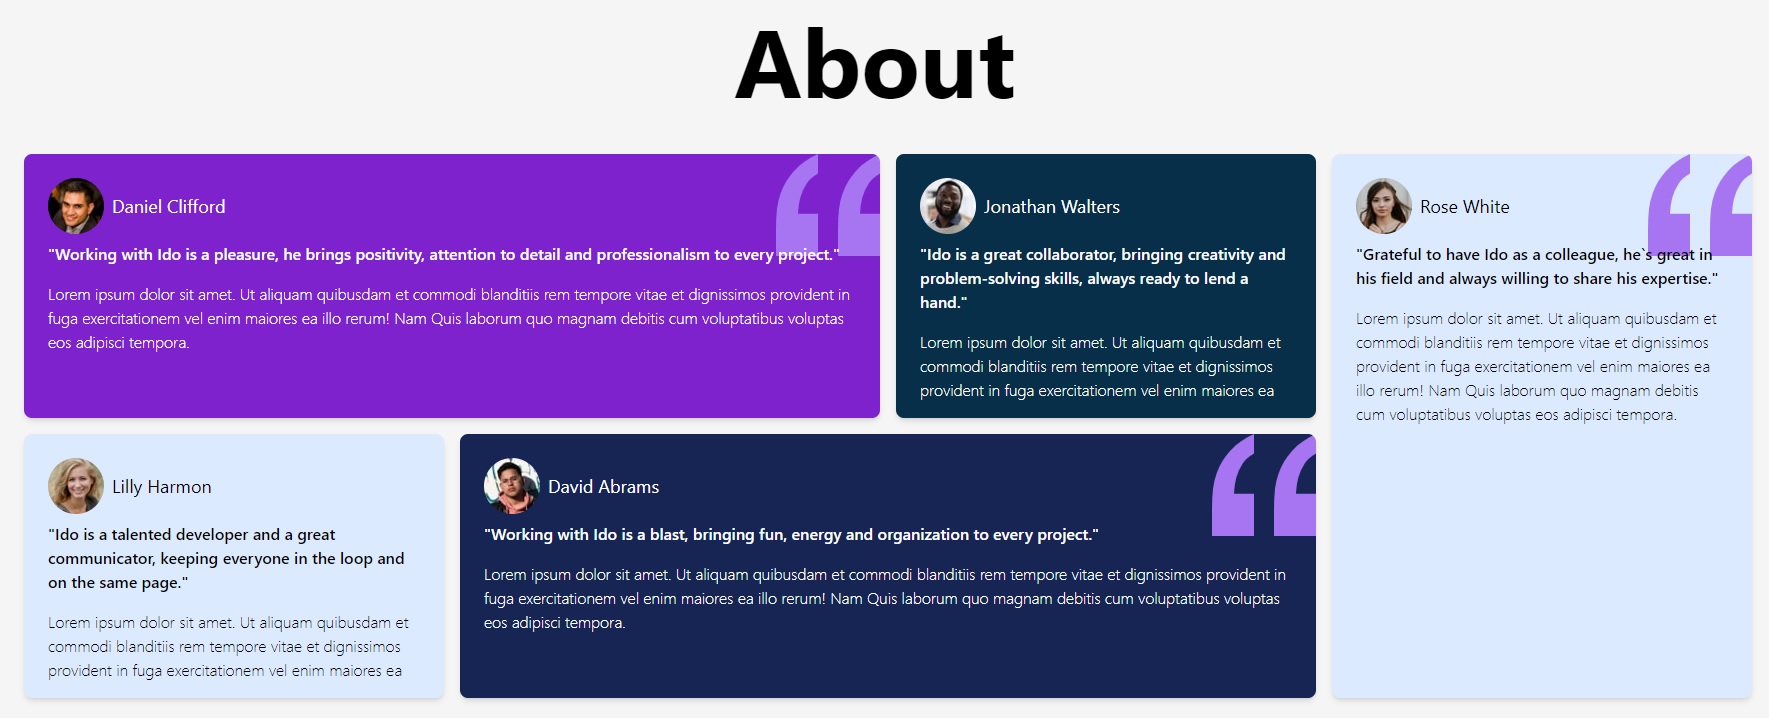 About
Daniel Clifford
"Working with Ido is a pleasure, he brings positivity, attention to detail and professionalism to every project."
Lorem ipsum dolor sit amet. Ut aliquam quibusdam et commodi blanditiis rem tempore vitae et dignissimos provident in
fuga exercitationem vel enim maiores ea illo rerum! Nam Quis laborum quo magnam debitis cum voluptatibus voluptas
eos adipisci tempora.
Jonathan Walters
"Ido is a great collaborator, bringing creativity and
problem-solving skills, always ready to lend a
hand."
Lorem ipsum dolor sit amet. Ut aliquam quibusdam et
commodi blanditiis rem tempore vitae et dignissimos
provident in fuga exercitationem vel enim maiores ea
Rose White
"Grateful to have Ido as a colleague, he`s great in
his field and always willing to share his expertise."
Lorem ipsum dolor sit amet. Ut aliquam quibusdam et
commodi blanditiis rem tempore vitae et dignissimos
provident in fuga exercitationem vel enim maiores ea
illo rerum! Nam Quis laborum quo magnam debitis
cum voluptatibus voluptas eos adipisci tempora.
Lilly Harmon
"Ido is a talented developer and a great
communicator, keeping everyone in the loop and
on the same page."
Lorem ipsum dolor sit amet. Ut aliquam quibusdam et
commodi blanditiis rem tempore vitae et dignissimos
provident in fuga exercitationem vel enim maiores ea
David Abrams
"Working with Ido is a blast, bringing fun, energy and organization to every project."
Lorem ipsum dolor sit amet. Ut aliquam quibusdam et commodi blanditiis rem tempore vitae et dignissimos provident in
fuga exercitationem vel enim maiores ea illo rerum! Nam Quis laborum quo magnam debitis cum voluptatibus voluptas
eos adipisci tempora.